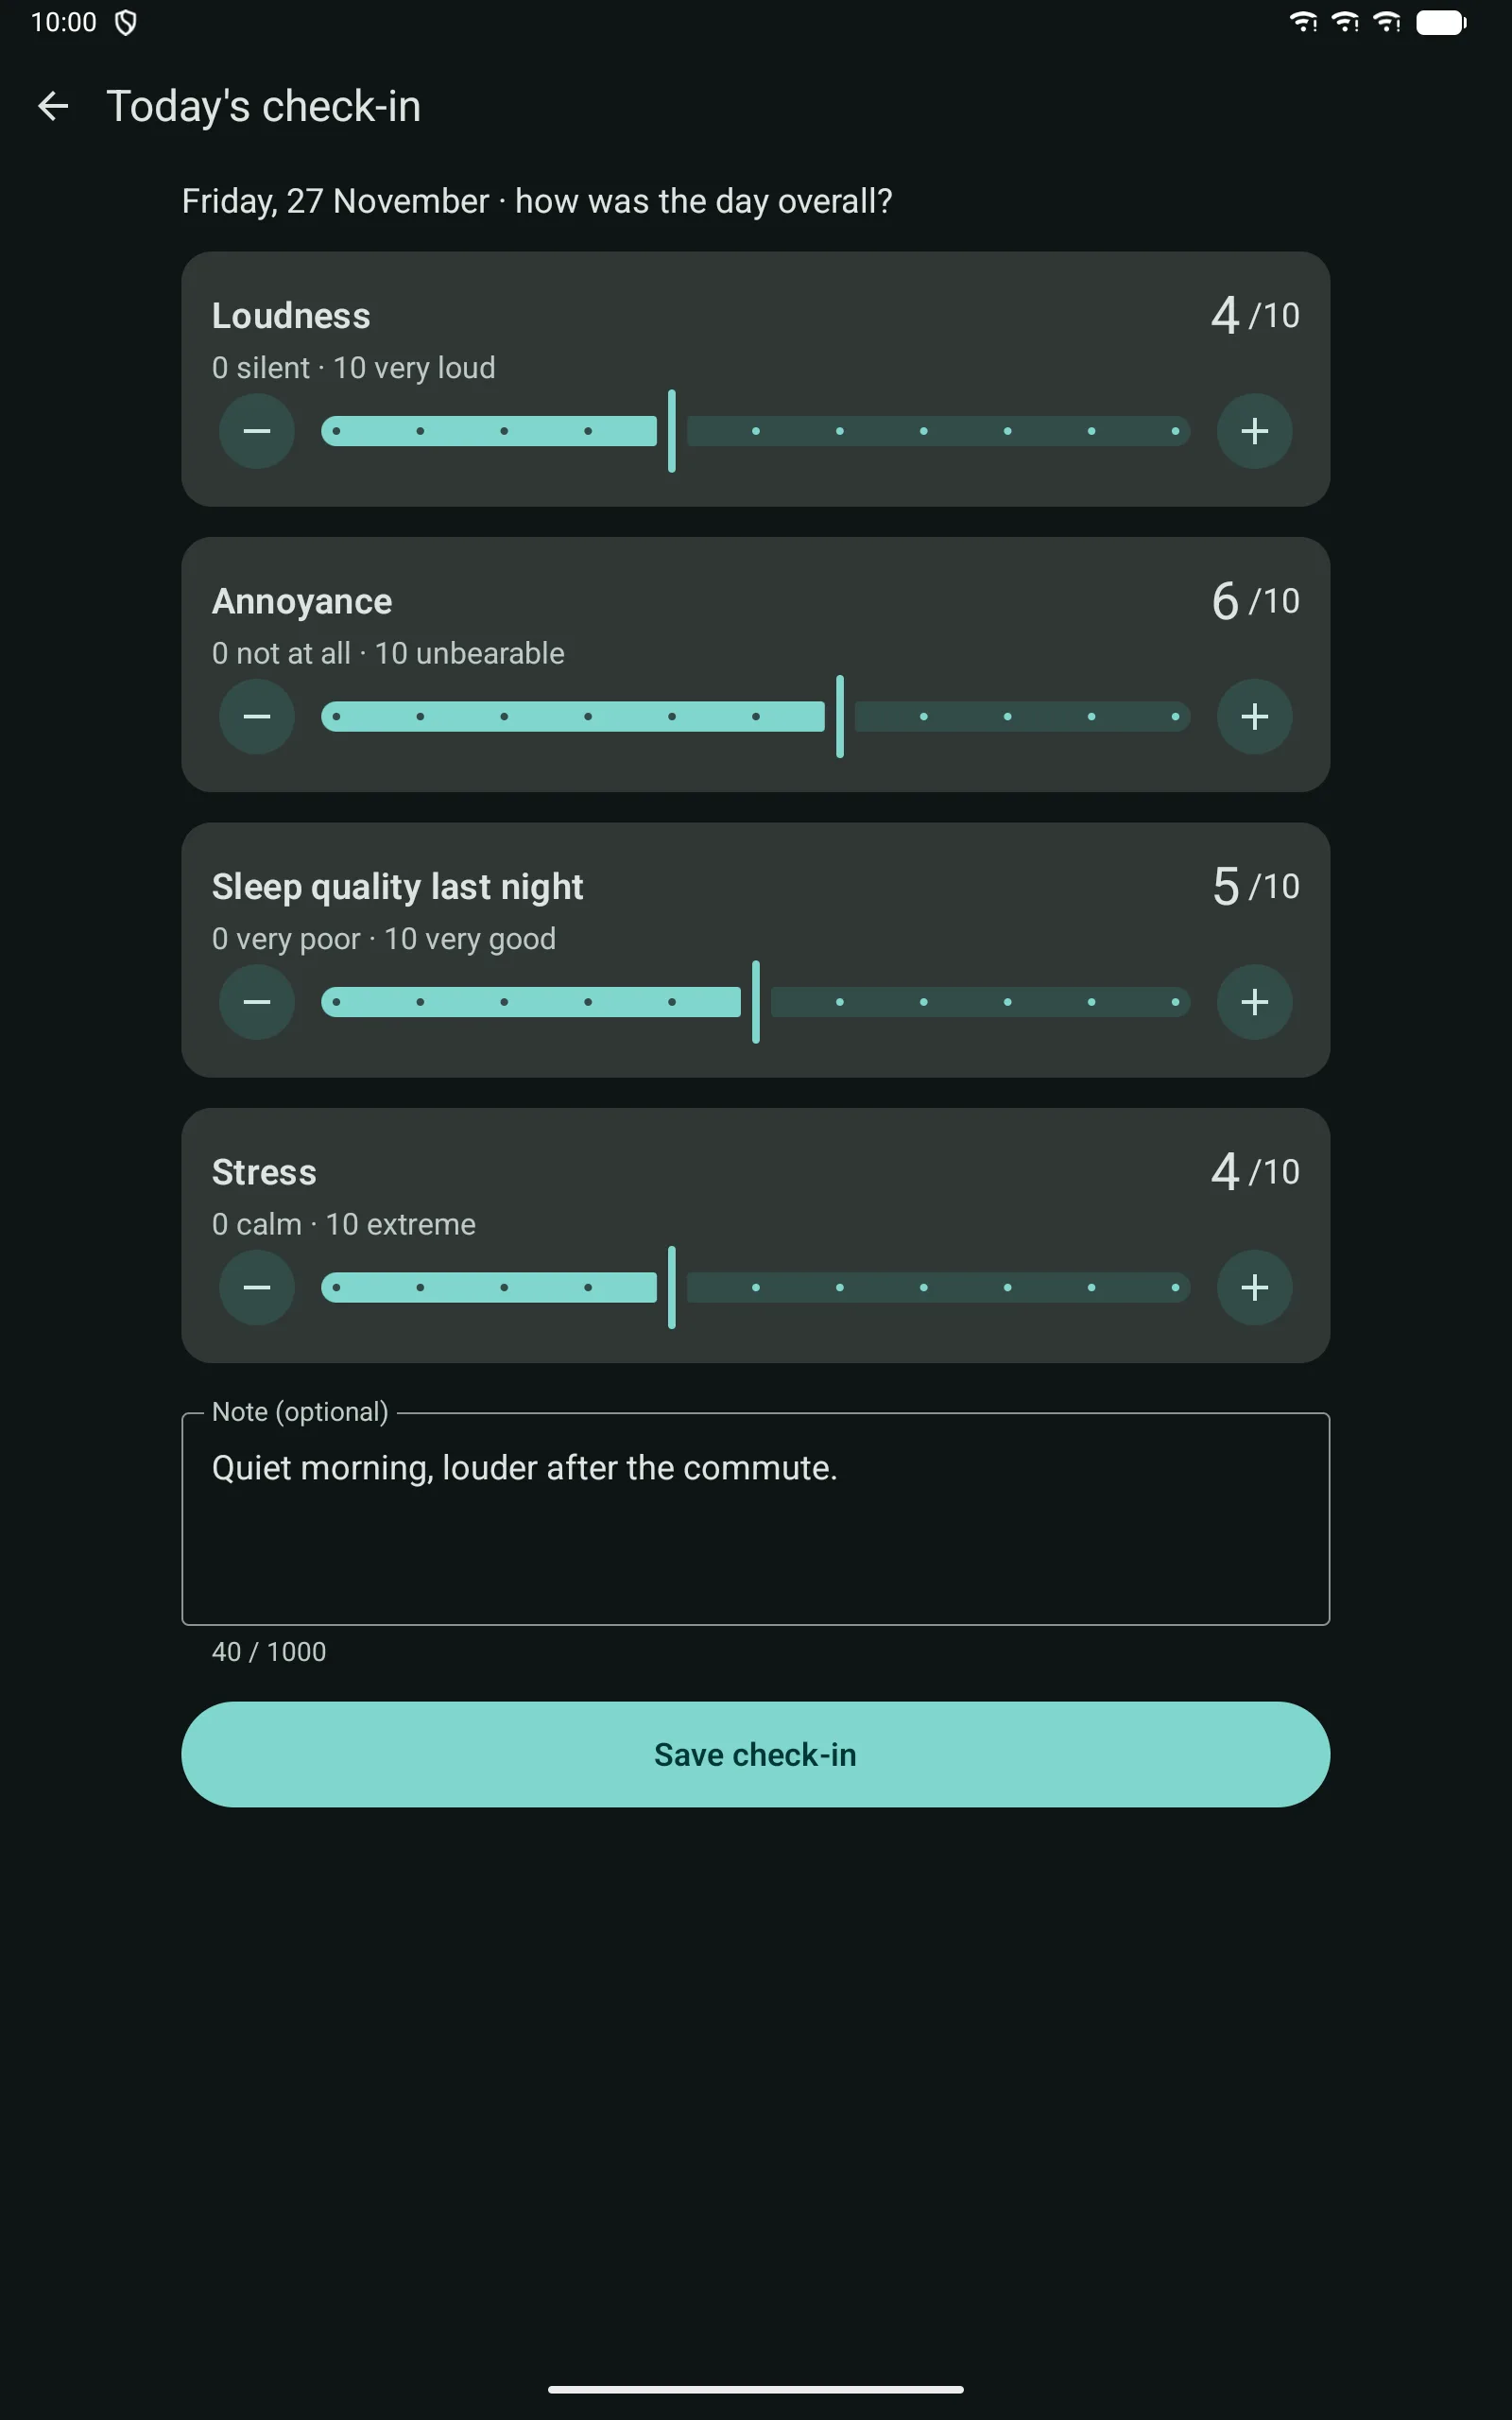 10:00
Today's check-in
Friday, 27 November · how was the day overall?
Loudness
4 /10
0 silent · 10 very loud
Annoyance
6 /10
0 not at all · 10 unbearable
Sleep quality last night
5 /10
0 very poor · 10 very good
Stress
4 /10
0 calm · 10 extreme
Note (optional)
Quiet morning, louder after the commute.
40 / 1000
Save check-in